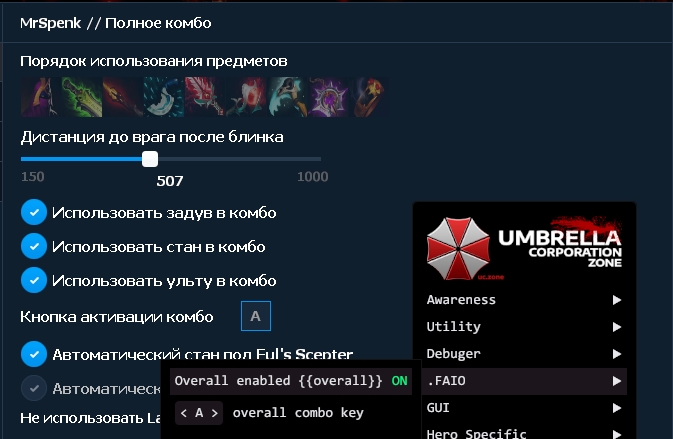 MrSpenk // Полное комбо
Порядок использования предметов
Дистанция до врага после блинка
150
507
1000
Использовать задув в комбо
Использовать стан в комбо
Использовать ульту в комбо
Кнопка активации комбо A
Автоматический стан под Eul's Scepter
Автоматическ
Не использовать La
UMBRELLA
CORPORATION
ZONE
uc.zone
Awareness
Utility
Debuger
.FAIO
GUI
Hero Specific
Overall enabled {{overall}} ON
< A > overall combo key